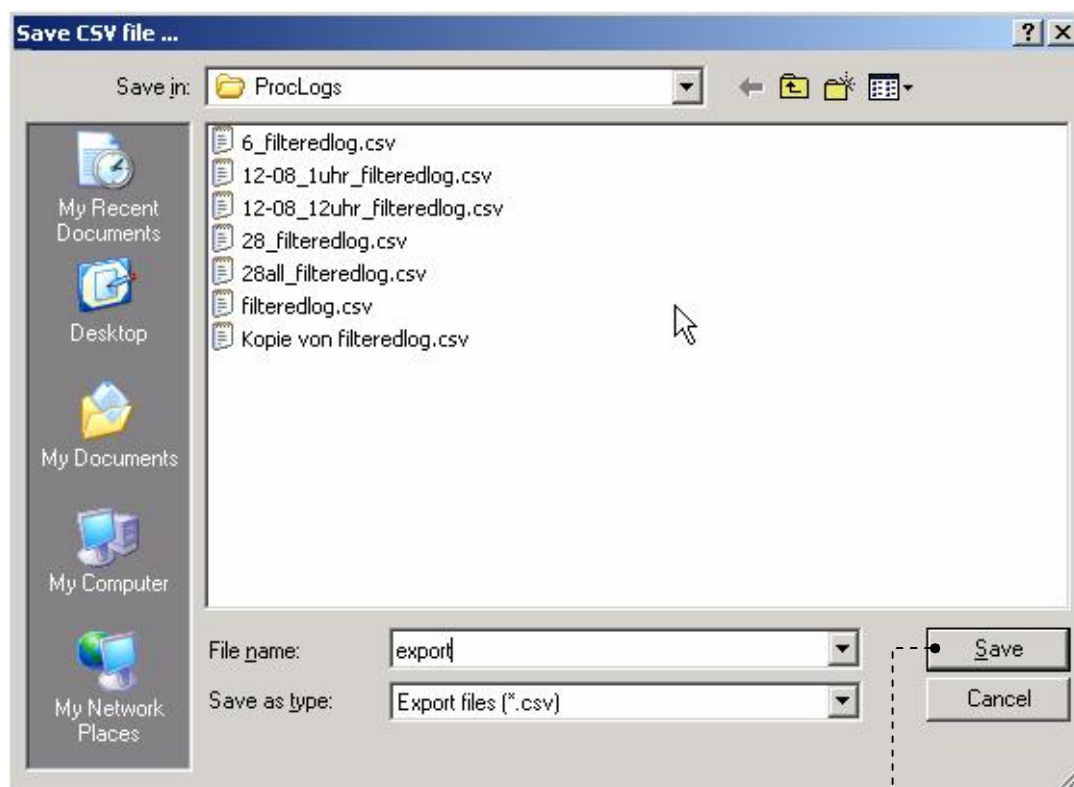 Save CSV file ...
Save in:
ProcLogs
My Recent
Documents
Desktop
My Documents
My Computer
My Network
Places
6_filteredlog.csv
12-08_1uhr_filteredlog.csv
12-08_12uhr_filteredlog.csv
28_filteredlog.csv
28all_filteredlog.csv
filteredlog.csv
Kopie von filteredlog.csv
File name:
export
Save
Save as type:
Export files (*.csv)
Cancel